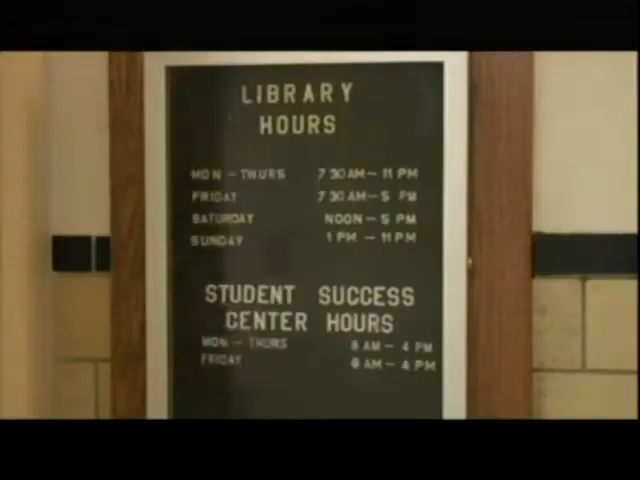 LIBRARY
HOURS
MON - THURS 7 30 AM - 11 PM
FRIDAY 7 30 AM - 5 PM
SATURDAY NOON - 5 PM
SUNDAY 1 PM - 11 PM
STUDENT SUCCESS
CENTER HOURS
MON - THURS 8 AM - 4 PM
FRIDAY 8 AM - 4 PM